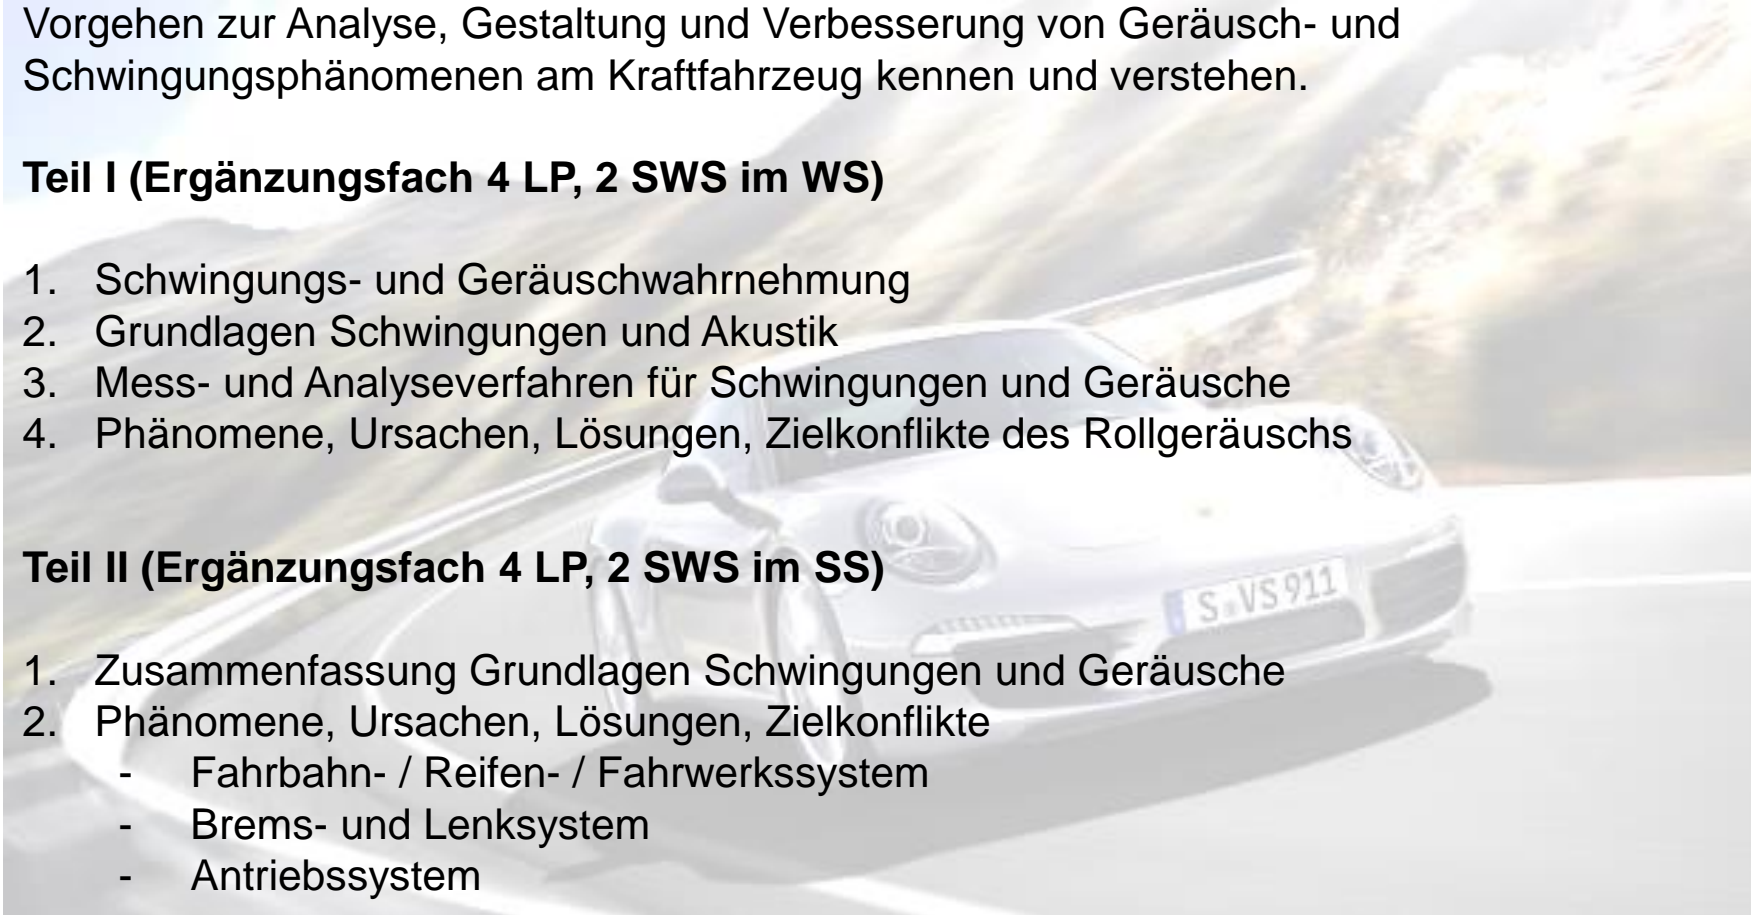 Vorgehen zur Analyse, Gestaltung und Verbesserung von Geräusch- und
Schwingungsphänomenen am Kraftfahrzeug kennen und verstehen.
Teil I (Ergänzungsfach 4 LP, 2 SWS im WS)
1. Schwingungs- und Geräuschwahrnehmung
2. Grundlagen Schwingungen und Akustik
3. Mess- und Analyseverfahren für Schwingungen und Geräusche
4. Phänomene, Ursachen, Lösungen, Zielkonflikte des Rollgeräuschs
Teil II (Ergänzungsfach 4 LP, 2 SWS im SS)
S VS 911
1. Zusammenfassung Grundlagen Schwingungen und Geräusche
2. Phänomene, Ursachen, Lösungen, Zielkonflikte
- Fahrbahn- / Reifen- / Fahrwerkssystem
- Brems- und Lenksystem
- Antriebssystem